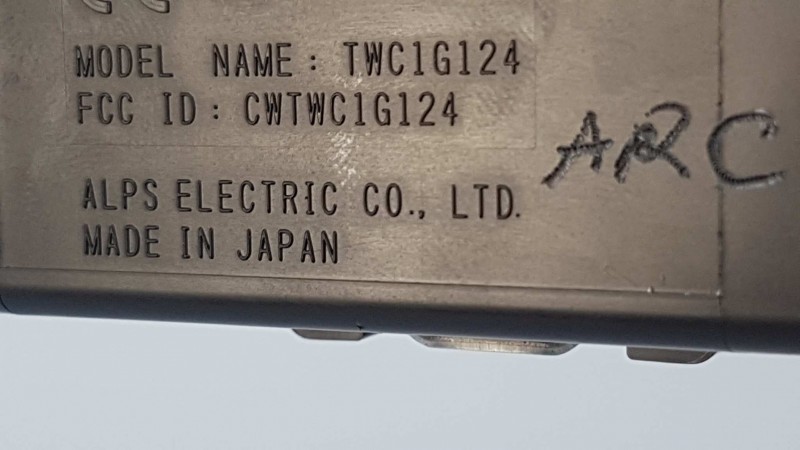 MODEL NAME : TWC1G124
FCC ID : CWTWC1G124
ARC
ALPS ELECTRIC CO., LTD.
MADE IN JAPAN